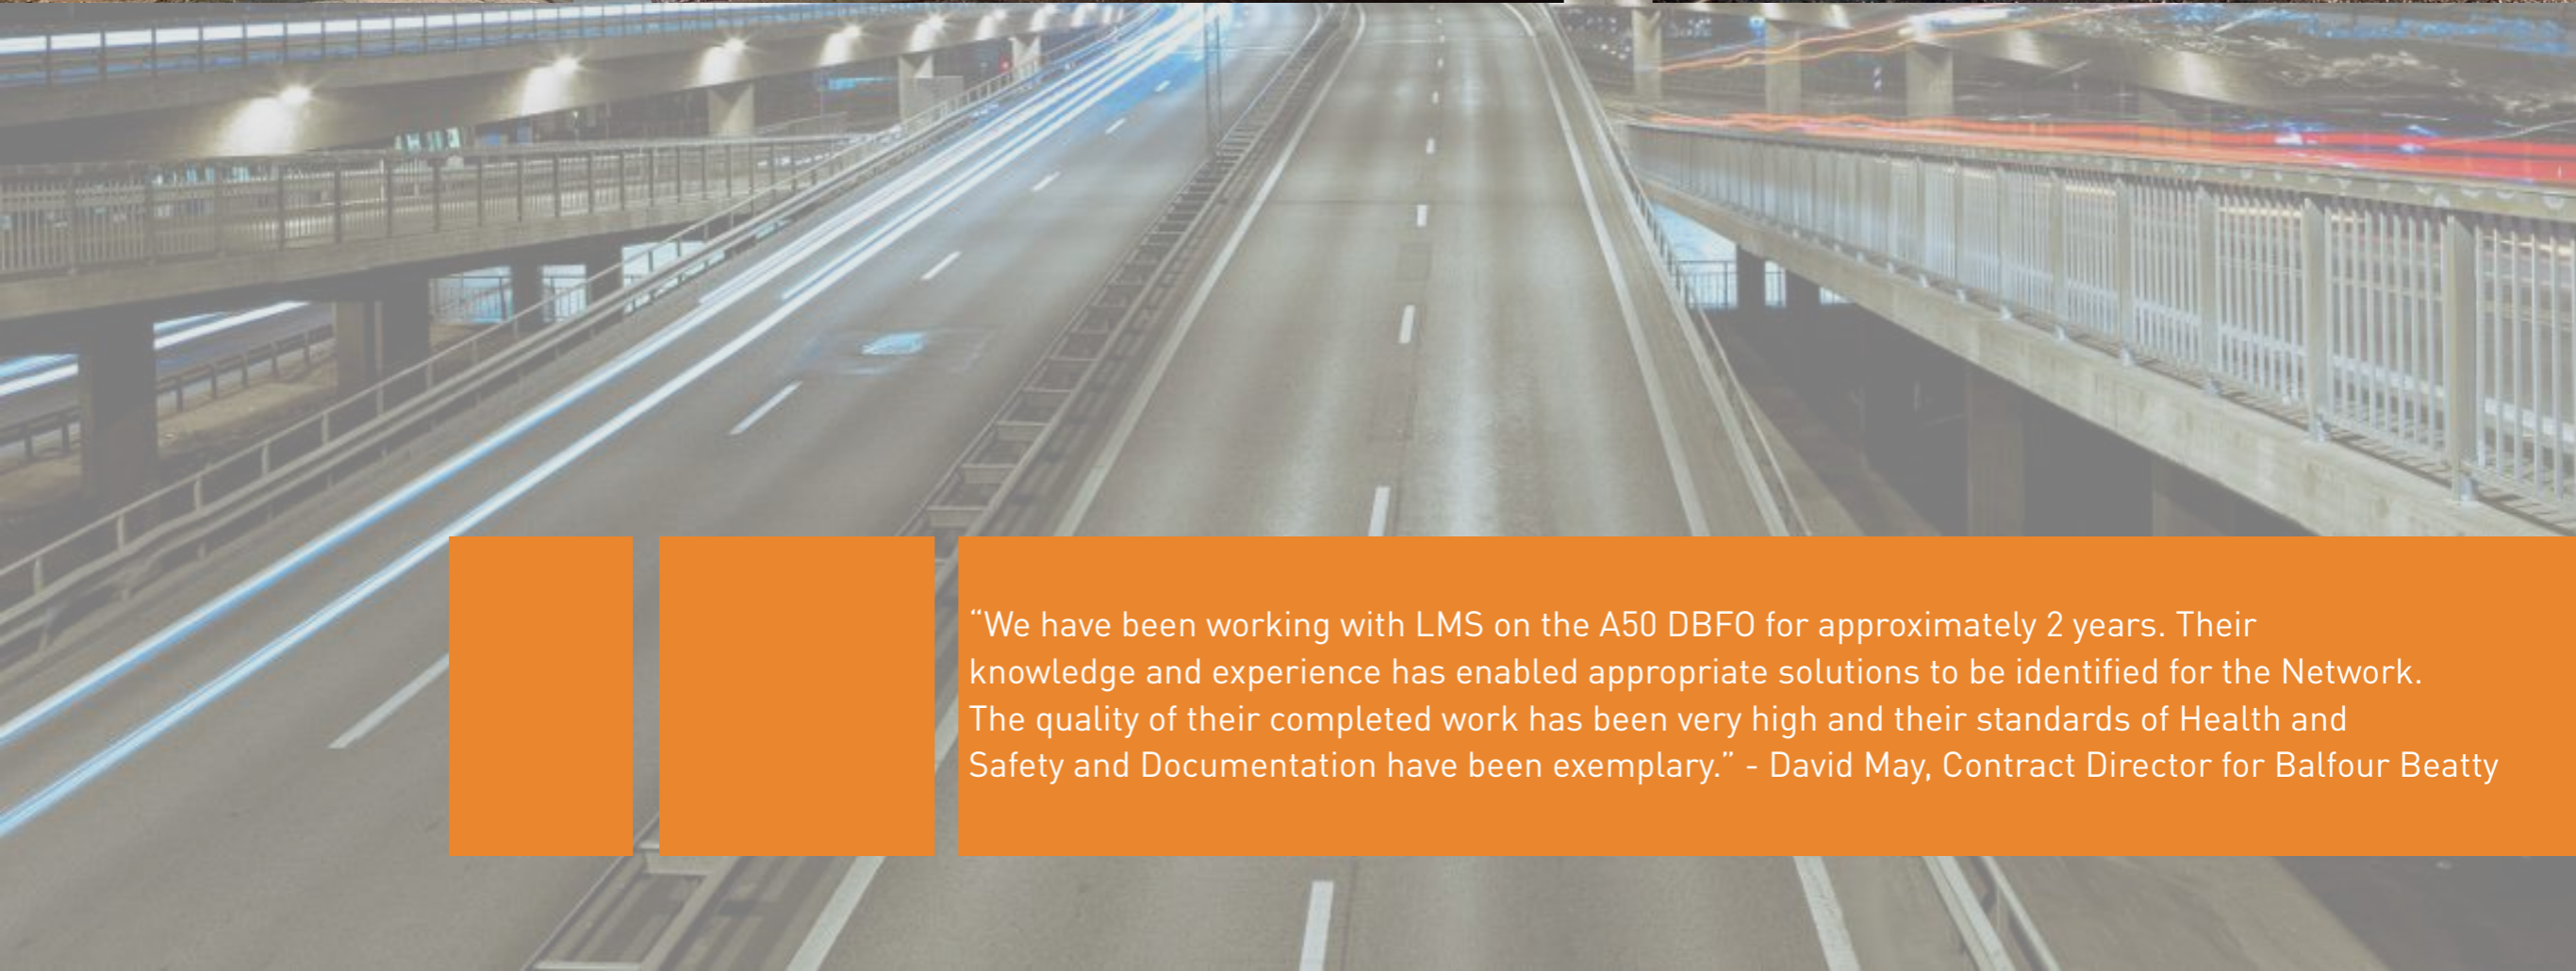 “We have been working with LMS on the A50 DBFO for approximately 2 years. Their
knowledge and experience has enabled appropriate solutions to be identified for the Network.
The quality of their completed work has been very high and their standards of Health and
Safety and Documentation have been exemplary.” - David May, Contract Director for Balfour Beatty